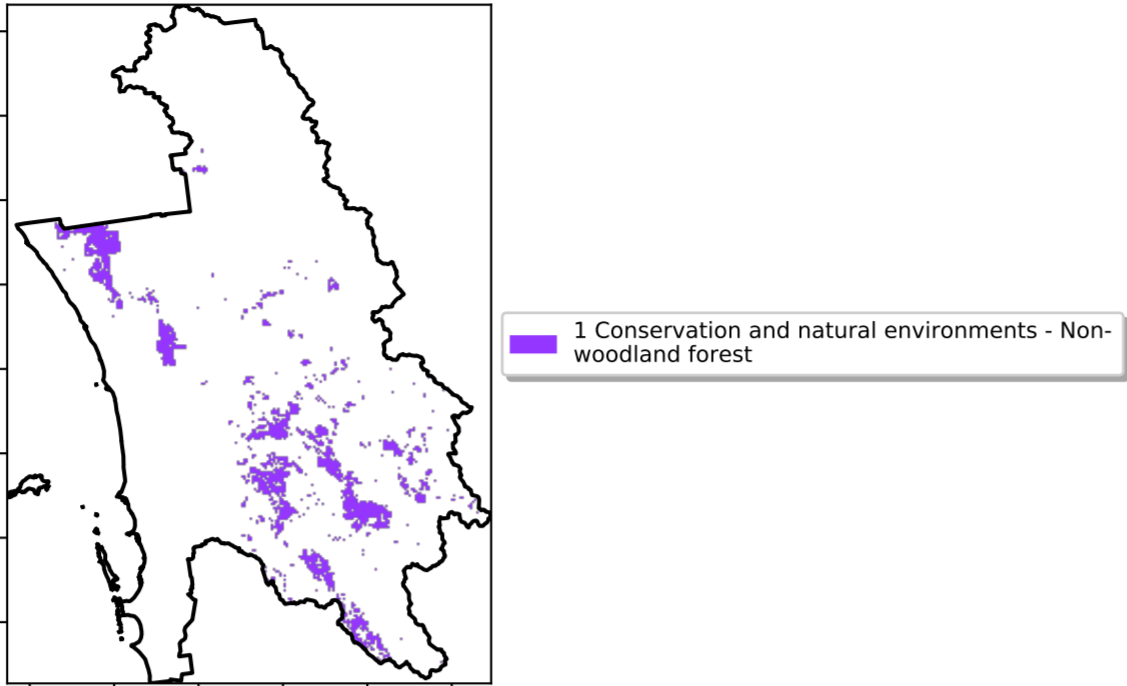 1 Conservation and natural environments - Non-
woodland forest